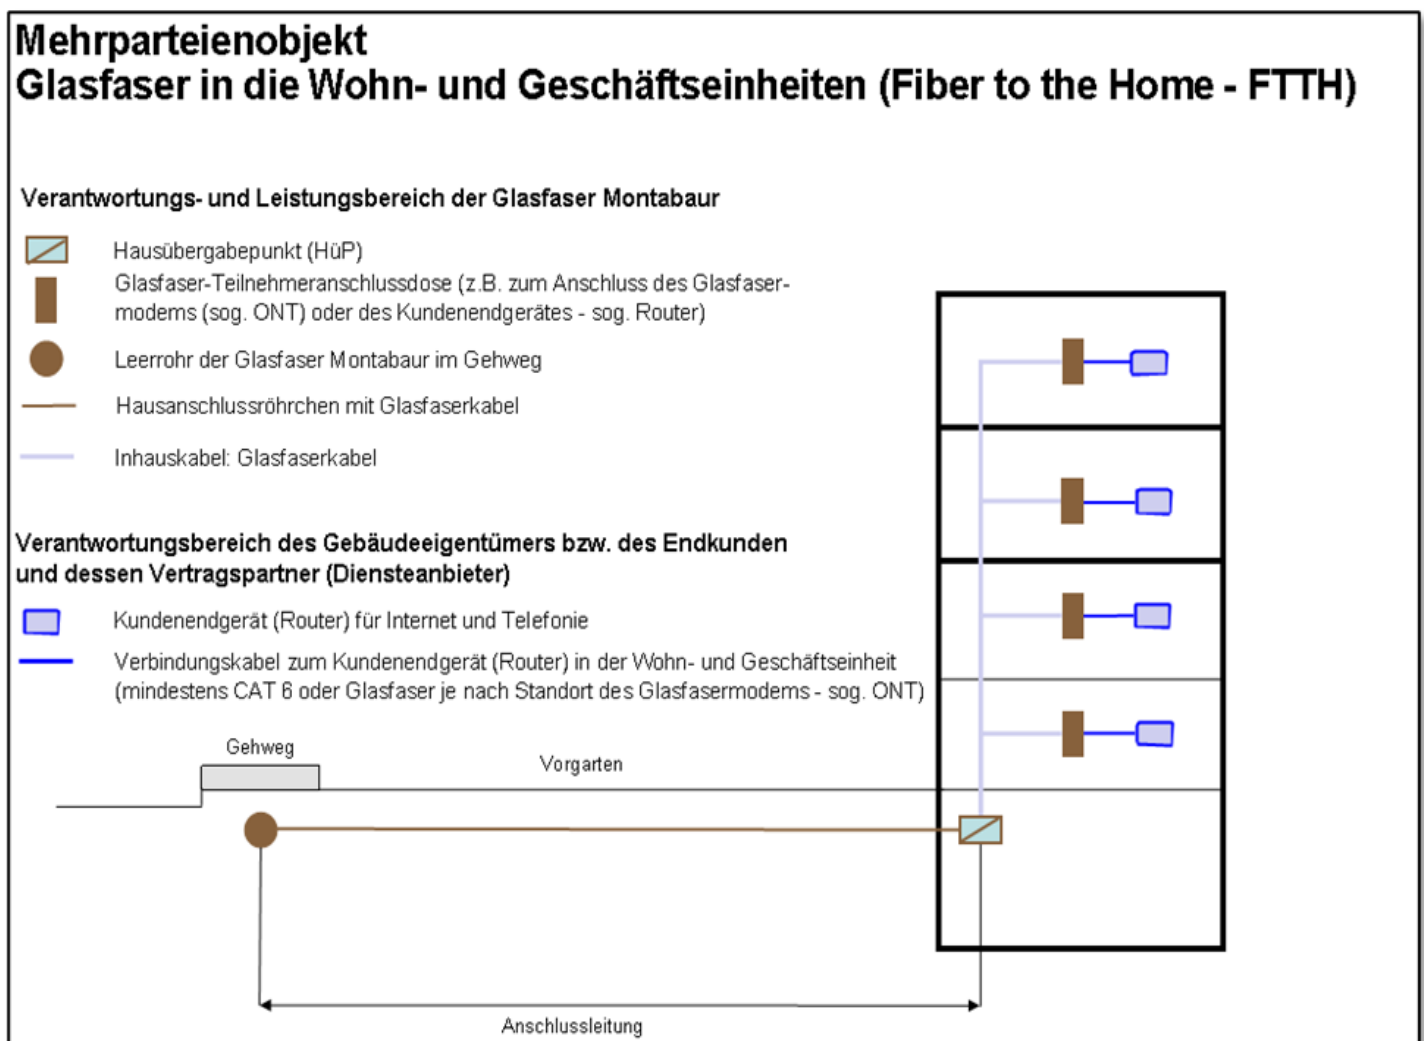 Mehrparteienobjekt
Glasfaser in die Wohn- und Geschäftseinheiten (Fiber to the Home - FTTH)
Verantwortungs- und Leistungsbereich der Glasfaser Montabaur
Hausübergabepunkt (HüP)
Glasfaser-Teilnehmeranschlussdose (z.B. zum Anschluss des Glasfaser-
modems (sog. ONT) oder des Kundenendgerätes - sog. Router)
Leerrohr der Glasfaser Montabaur im Gehweg
Hausanschlussröhrchen mit Glasfaserkabel
Inhauskabel: Glasfaserkabel
Verantwortungsbereich des Gebäudeeigentümers bzw. des Endkunden
und dessen Vertragspartner (Diensteanbieter)
Kundenendgerät (Router) für Internet und Telefonie
Verbindungskabel zum Kundenendgerät (Router) in der Wohn- und Geschäftseinheit
(mindestens CAT 6 oder Glasfaser je nach Standort des Glasfasermodems - sog. ONT)
Gehweg
Vorgarten
Anschlussleitung